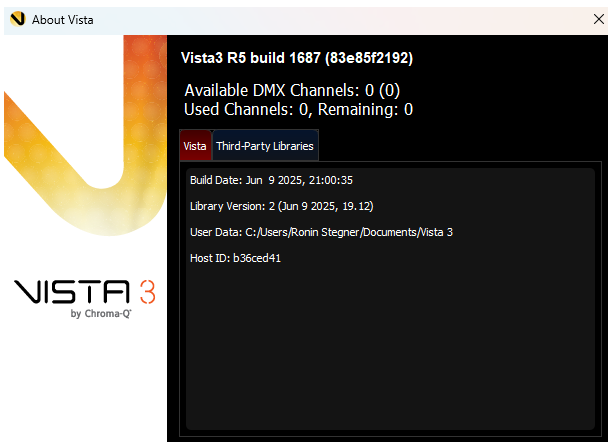 About Vista
Vista3 R5 build 1687 (83e85f2192)
Available DMX Channels: 0 (0)
Used Channels: 0, Remaining: 0
Vista
Third-Party Libraries
Build Date: Jun  9 2025, 21:00:35
Library Version: 2 (Jun 9 2025, 19.12)
User Data: C:/Users/Ronin Stegner/Documents/Vista 3
Host ID: b36ced41
VISTA 3
by Chroma-Q®